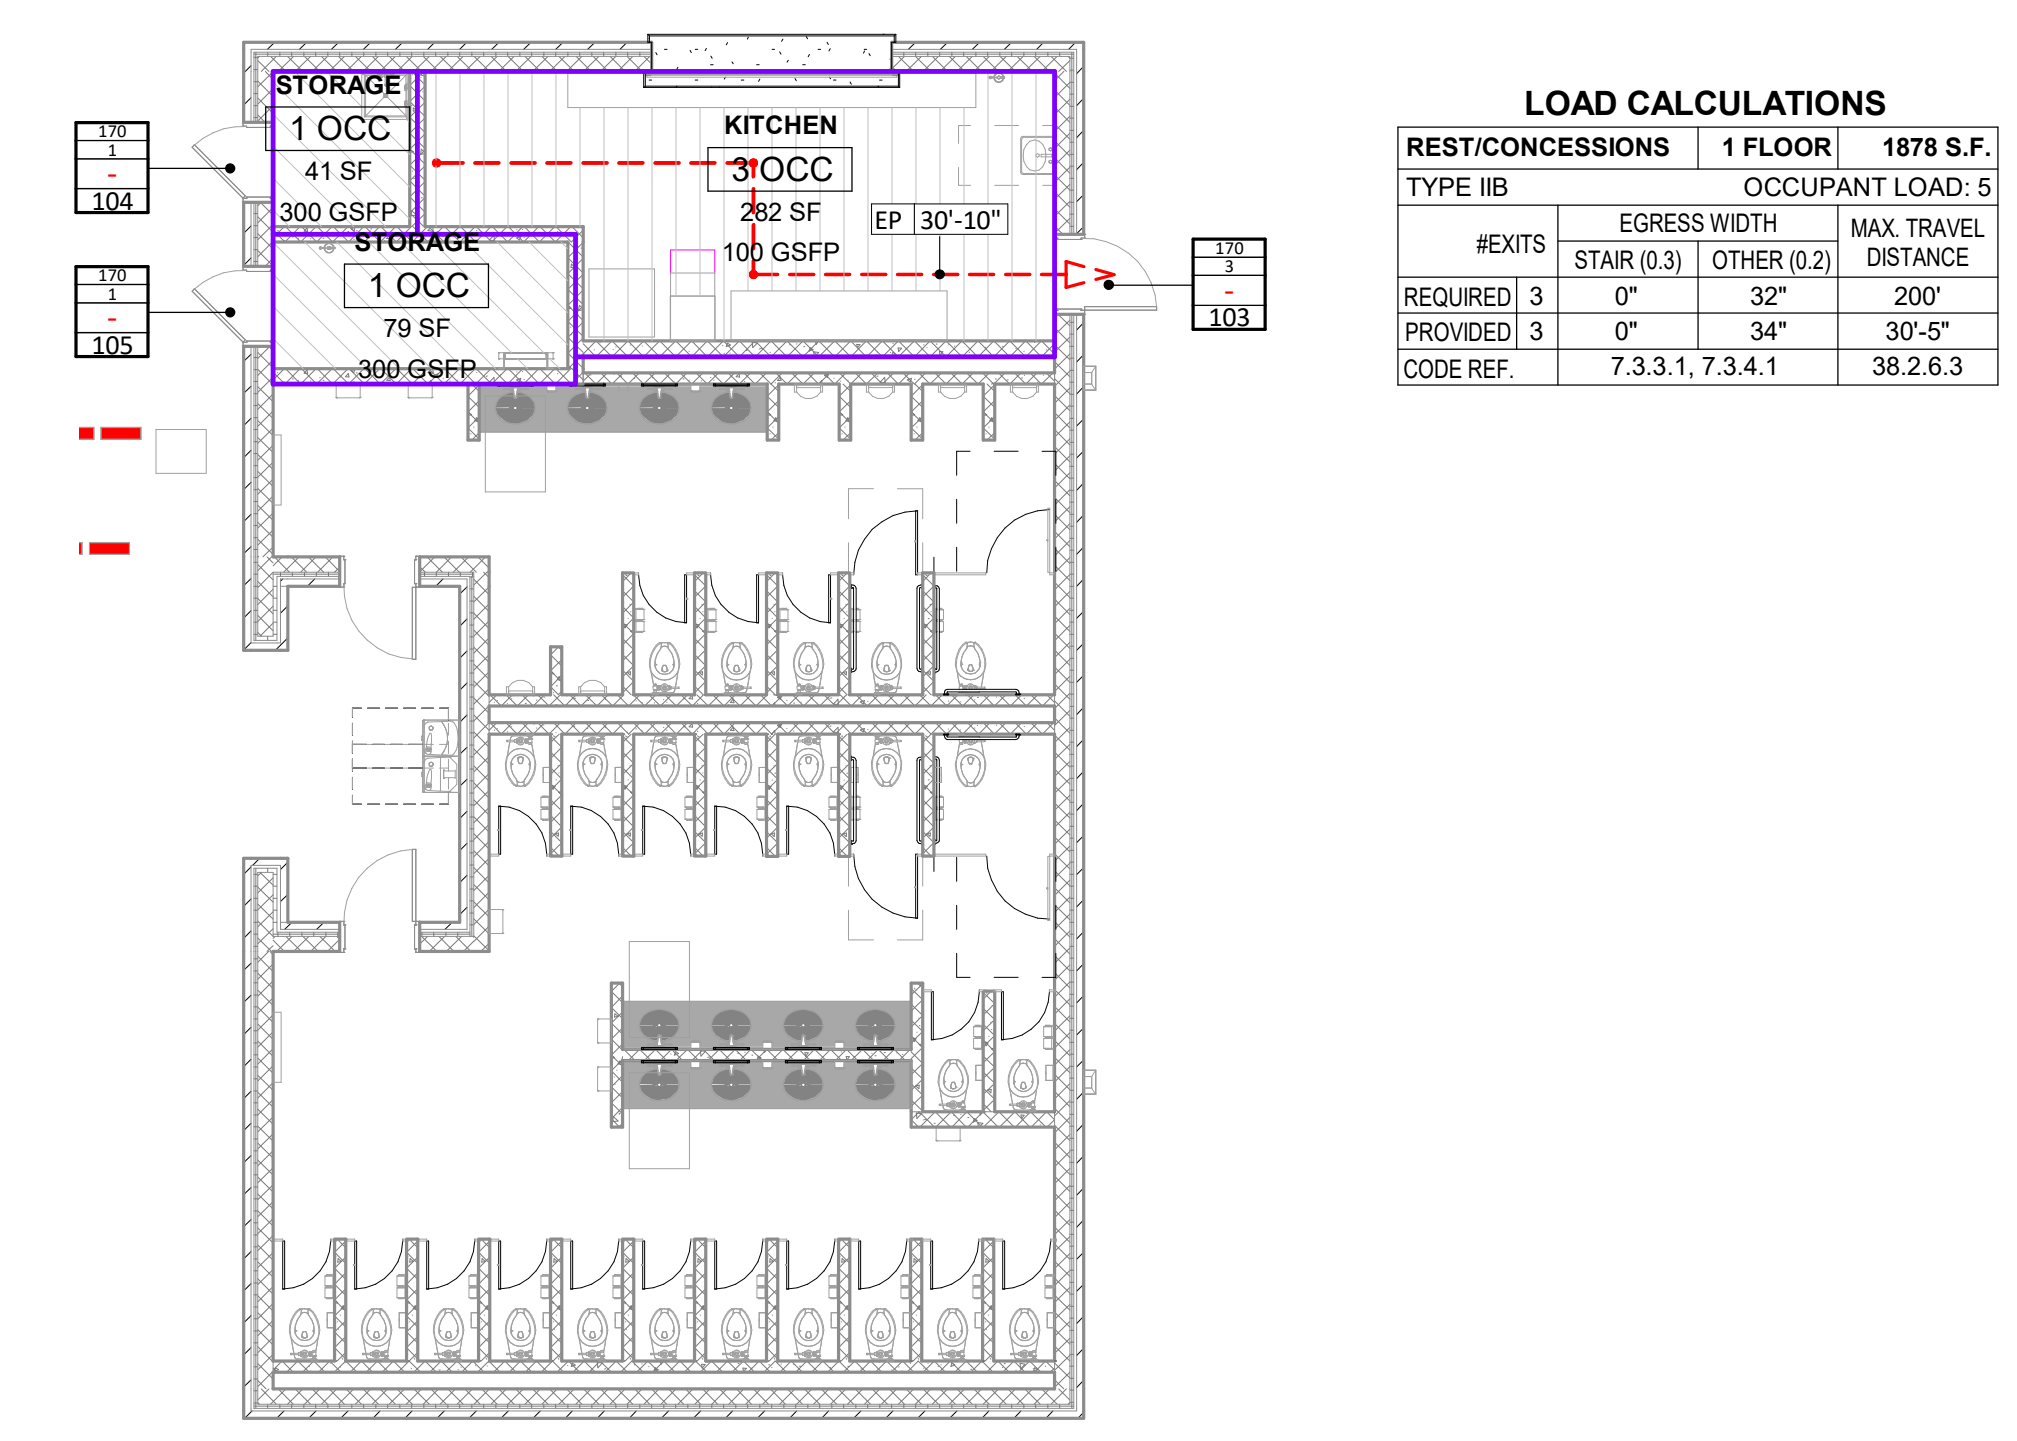 STORAGE
1 OCC
41 SF
300 GSFP
STORAGE
1 OCC
79 SF
300 GSFP
KITCHEN
3 OCC
282 SF
100 GSFP
EP 30'-10"
170
1
-
104
170
1
-
105
170
3
-
103
LOAD CALCULATIONS
REST/CONCESSIONS 1 FLOOR 1878 S.F.
TYPE IIB OCCUPANT LOAD: 5
#EXITS EGRESS WIDTH MAX. TRAVEL DISTANCE
STAIR (0.3) OTHER (0.2)
REQUIRED 3 0" 32" 200'
PROVIDED 3 0" 34" 30'-5"
CODE REF. 7.3.3.1, 7.3.4.1 38.2.6.3